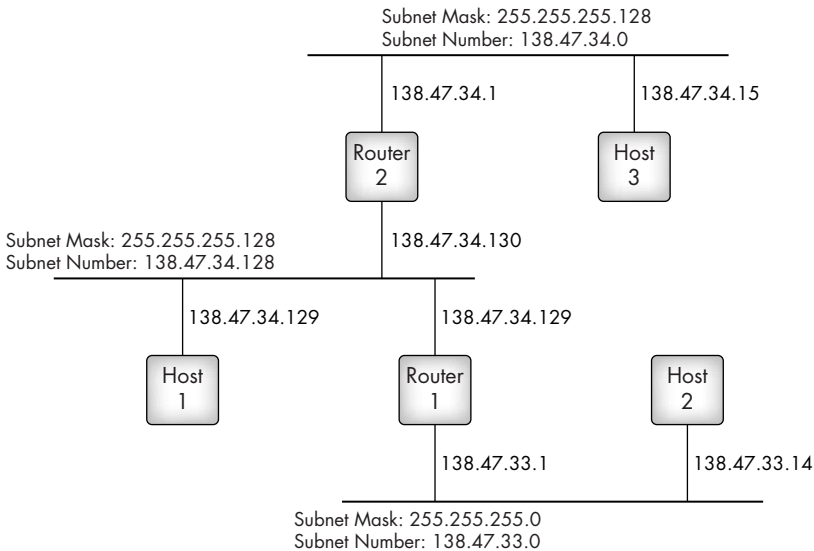 Subnet Mask: 255.255.255.128
Subnet Number: 138.47.34.0
138.47.34.1
138.47.34.15
Router
2
Host
3
Subnet Mask: 255.255.255.128
Subnet Number: 138.47.34.128
138.47.34.130
138.47.34.129
138.47.34.129
Host
1
Router
1
Host
2
138.47.33.1
138.47.33.14
Subnet Mask: 255.255.255.0
Subnet Number: 138.47.33.0